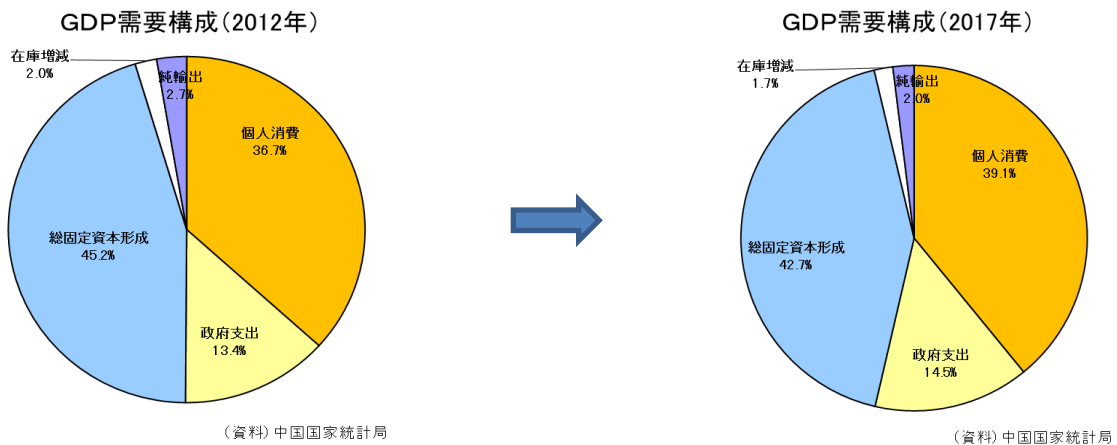 GDP需要構成(2012年)
在庫増減
2.0%
純輸出
2.7%
個人消費
36.7%
総固定資本形成
45.2%
政府支出
13.4%
(資料)中国国家統計局
GDP需要構成(2017年)
在庫増減
1.7%
純輸出
2.0%
個人消費
39.1%
総固定資本形成
42.7%
政府支出
14.5%
(資料)中国国家統計局